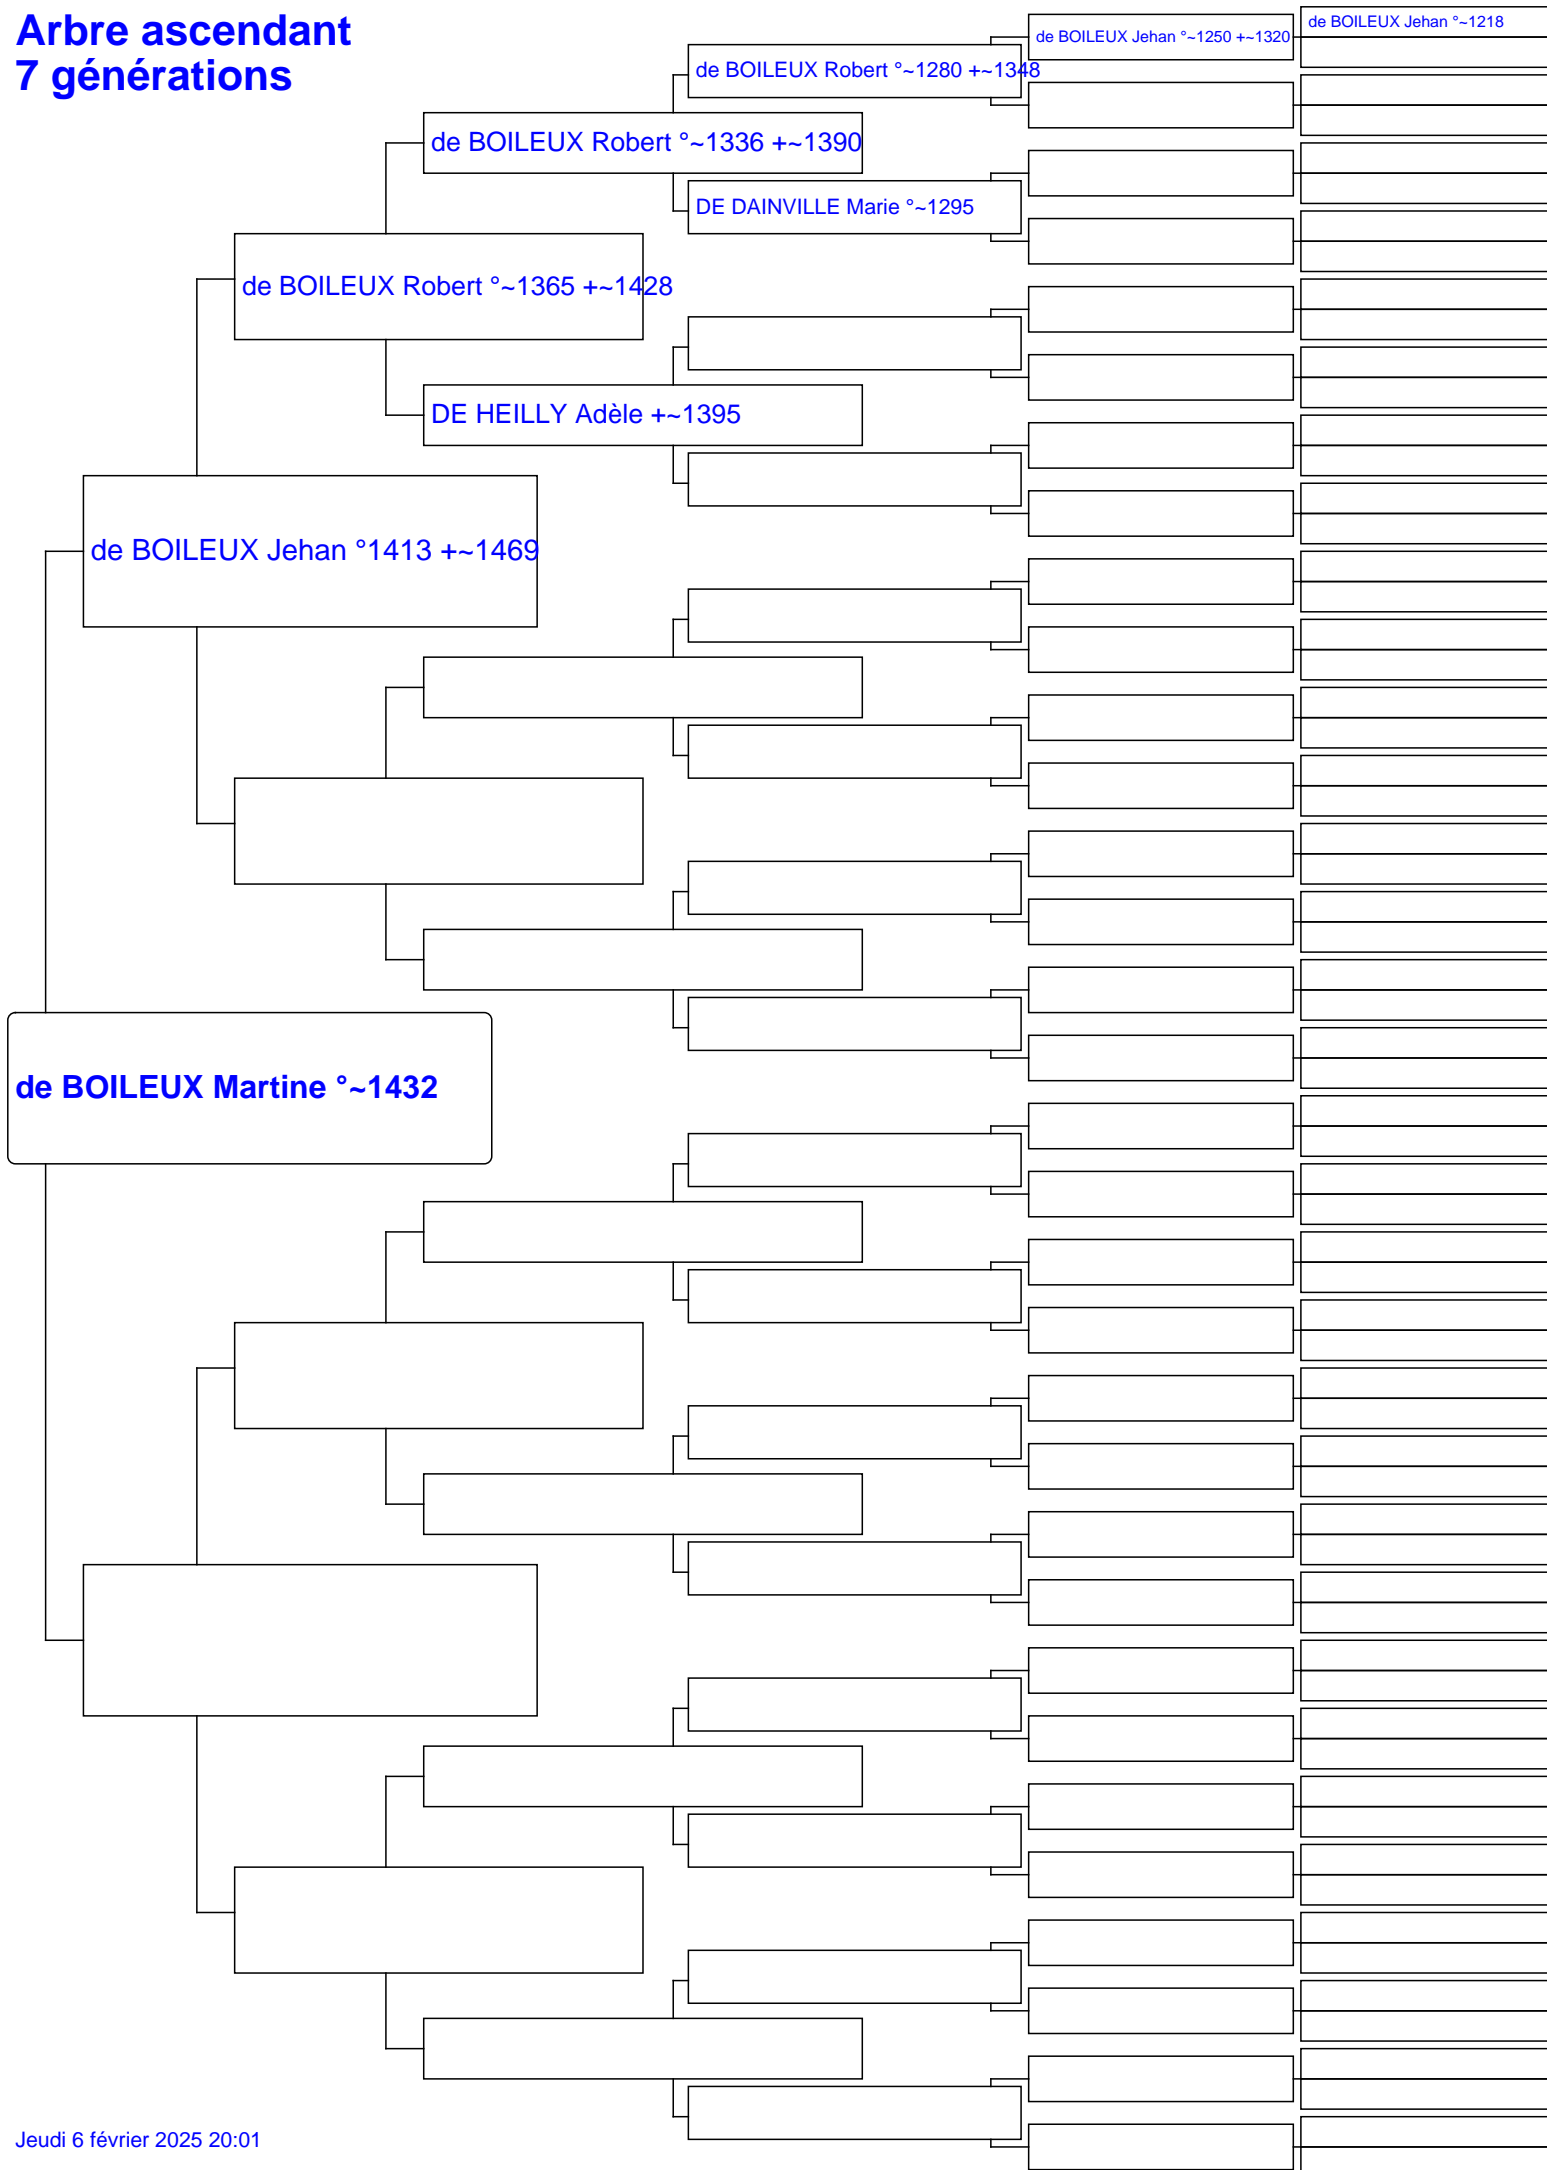 Arbre ascendant
7 générations
de BOILEUX Jehan °~1218
de BOILEUX Jehan °~1250 +~1320
de BOILEUX Robert °~1280 +~1348
de BOILEUX Robert °~1336 +~1390
DE DAINVILLE Marie °~1295
de BOILEUX Robert °~1365 +~1428
DE HEILLY Adèle +~1395
de BOILEUX Jehan °1413 +~1469
de BOILEUX Martine °~1432
Jeudi 6 février 2025 20:01